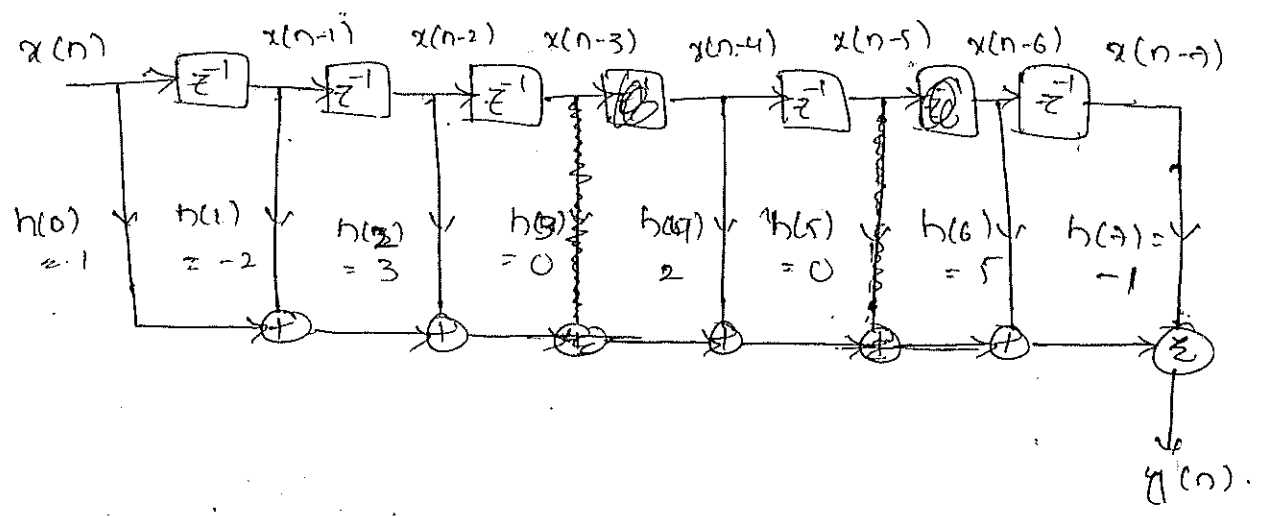 x(n) x(n-1) x(n-2) x(n-3) x(n-4) x(n-5) x(n-6) x(n-7)
z⁻¹ z⁻¹ z⁻¹ z⁻¹ z⁻¹
h(0) h(1) h(2) h(3) h(4) h(5) h(6) h(7) =
= 1 = -2 = 3 = 0 2 = 0 = 5 -1
+ + + + + + Σ
y(n).